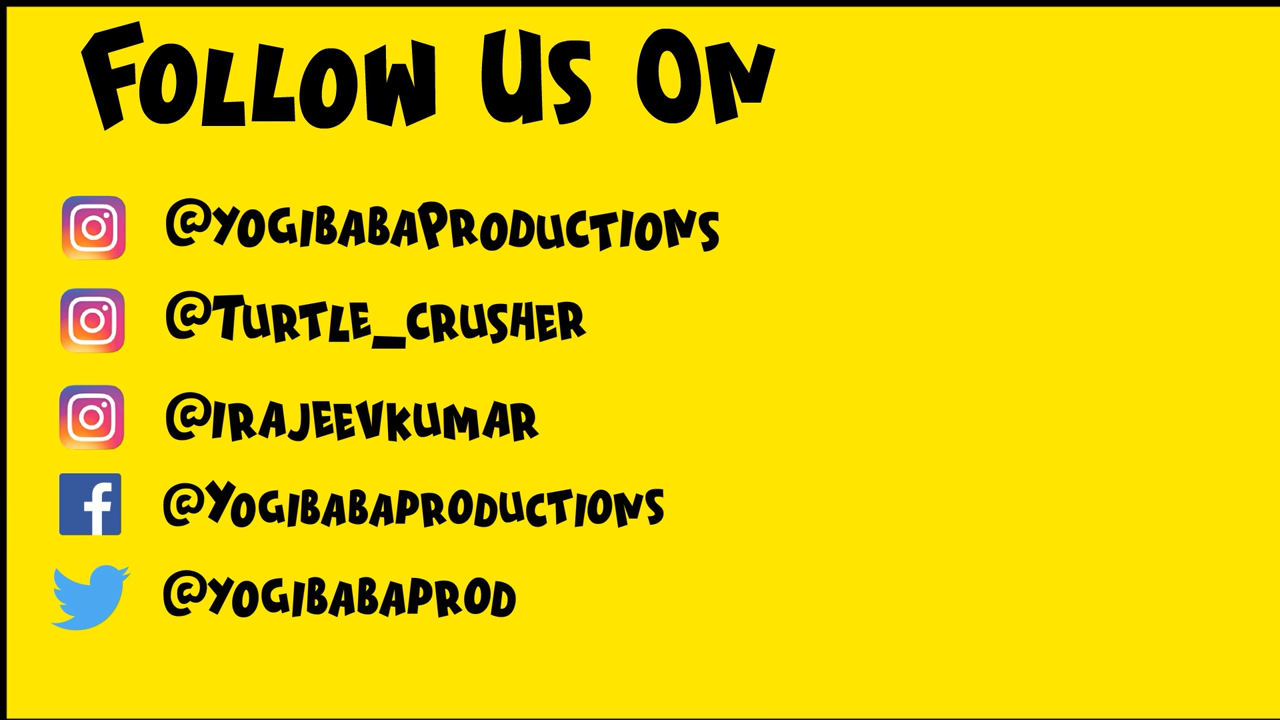 Follow Us On
@yogibabaProductions
@Turtle_crusher
@irajeevkumar
@Yogibabaproductions
@yogibabaprod